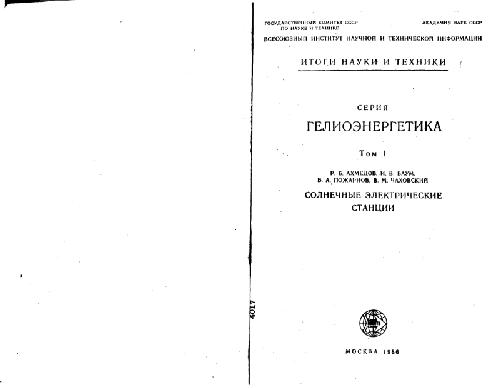 ГОСУДАРСТВЕННЫЙ КОМИТЕТ СССР
ПО НАУКЕ И ТЕХНИКЕ
АКАДЕМИЯ НАУК СССР
ВСЕСОЮЗНЫЙ ИНСТИТУТ НАУЧНОЙ И ТЕХНИЧЕСКОЙ ИНФОРМАЦИИ
ИТОГИ НАУКИ И ТЕХНИКИ
СЕРИЯ
ГЕЛИОЭНЕРГЕТИКА
Том 1
Р. Б. АХМЕДОВ, И. В. БАУМ,
В. А. ПОЖАРНОВ, В. М. ЧАХОВСКИЙ
СОЛНЕЧНЫЕ ЭЛЕКТРИЧЕСКИЕ
СТАНЦИИ
4017
МОСКВА 1986